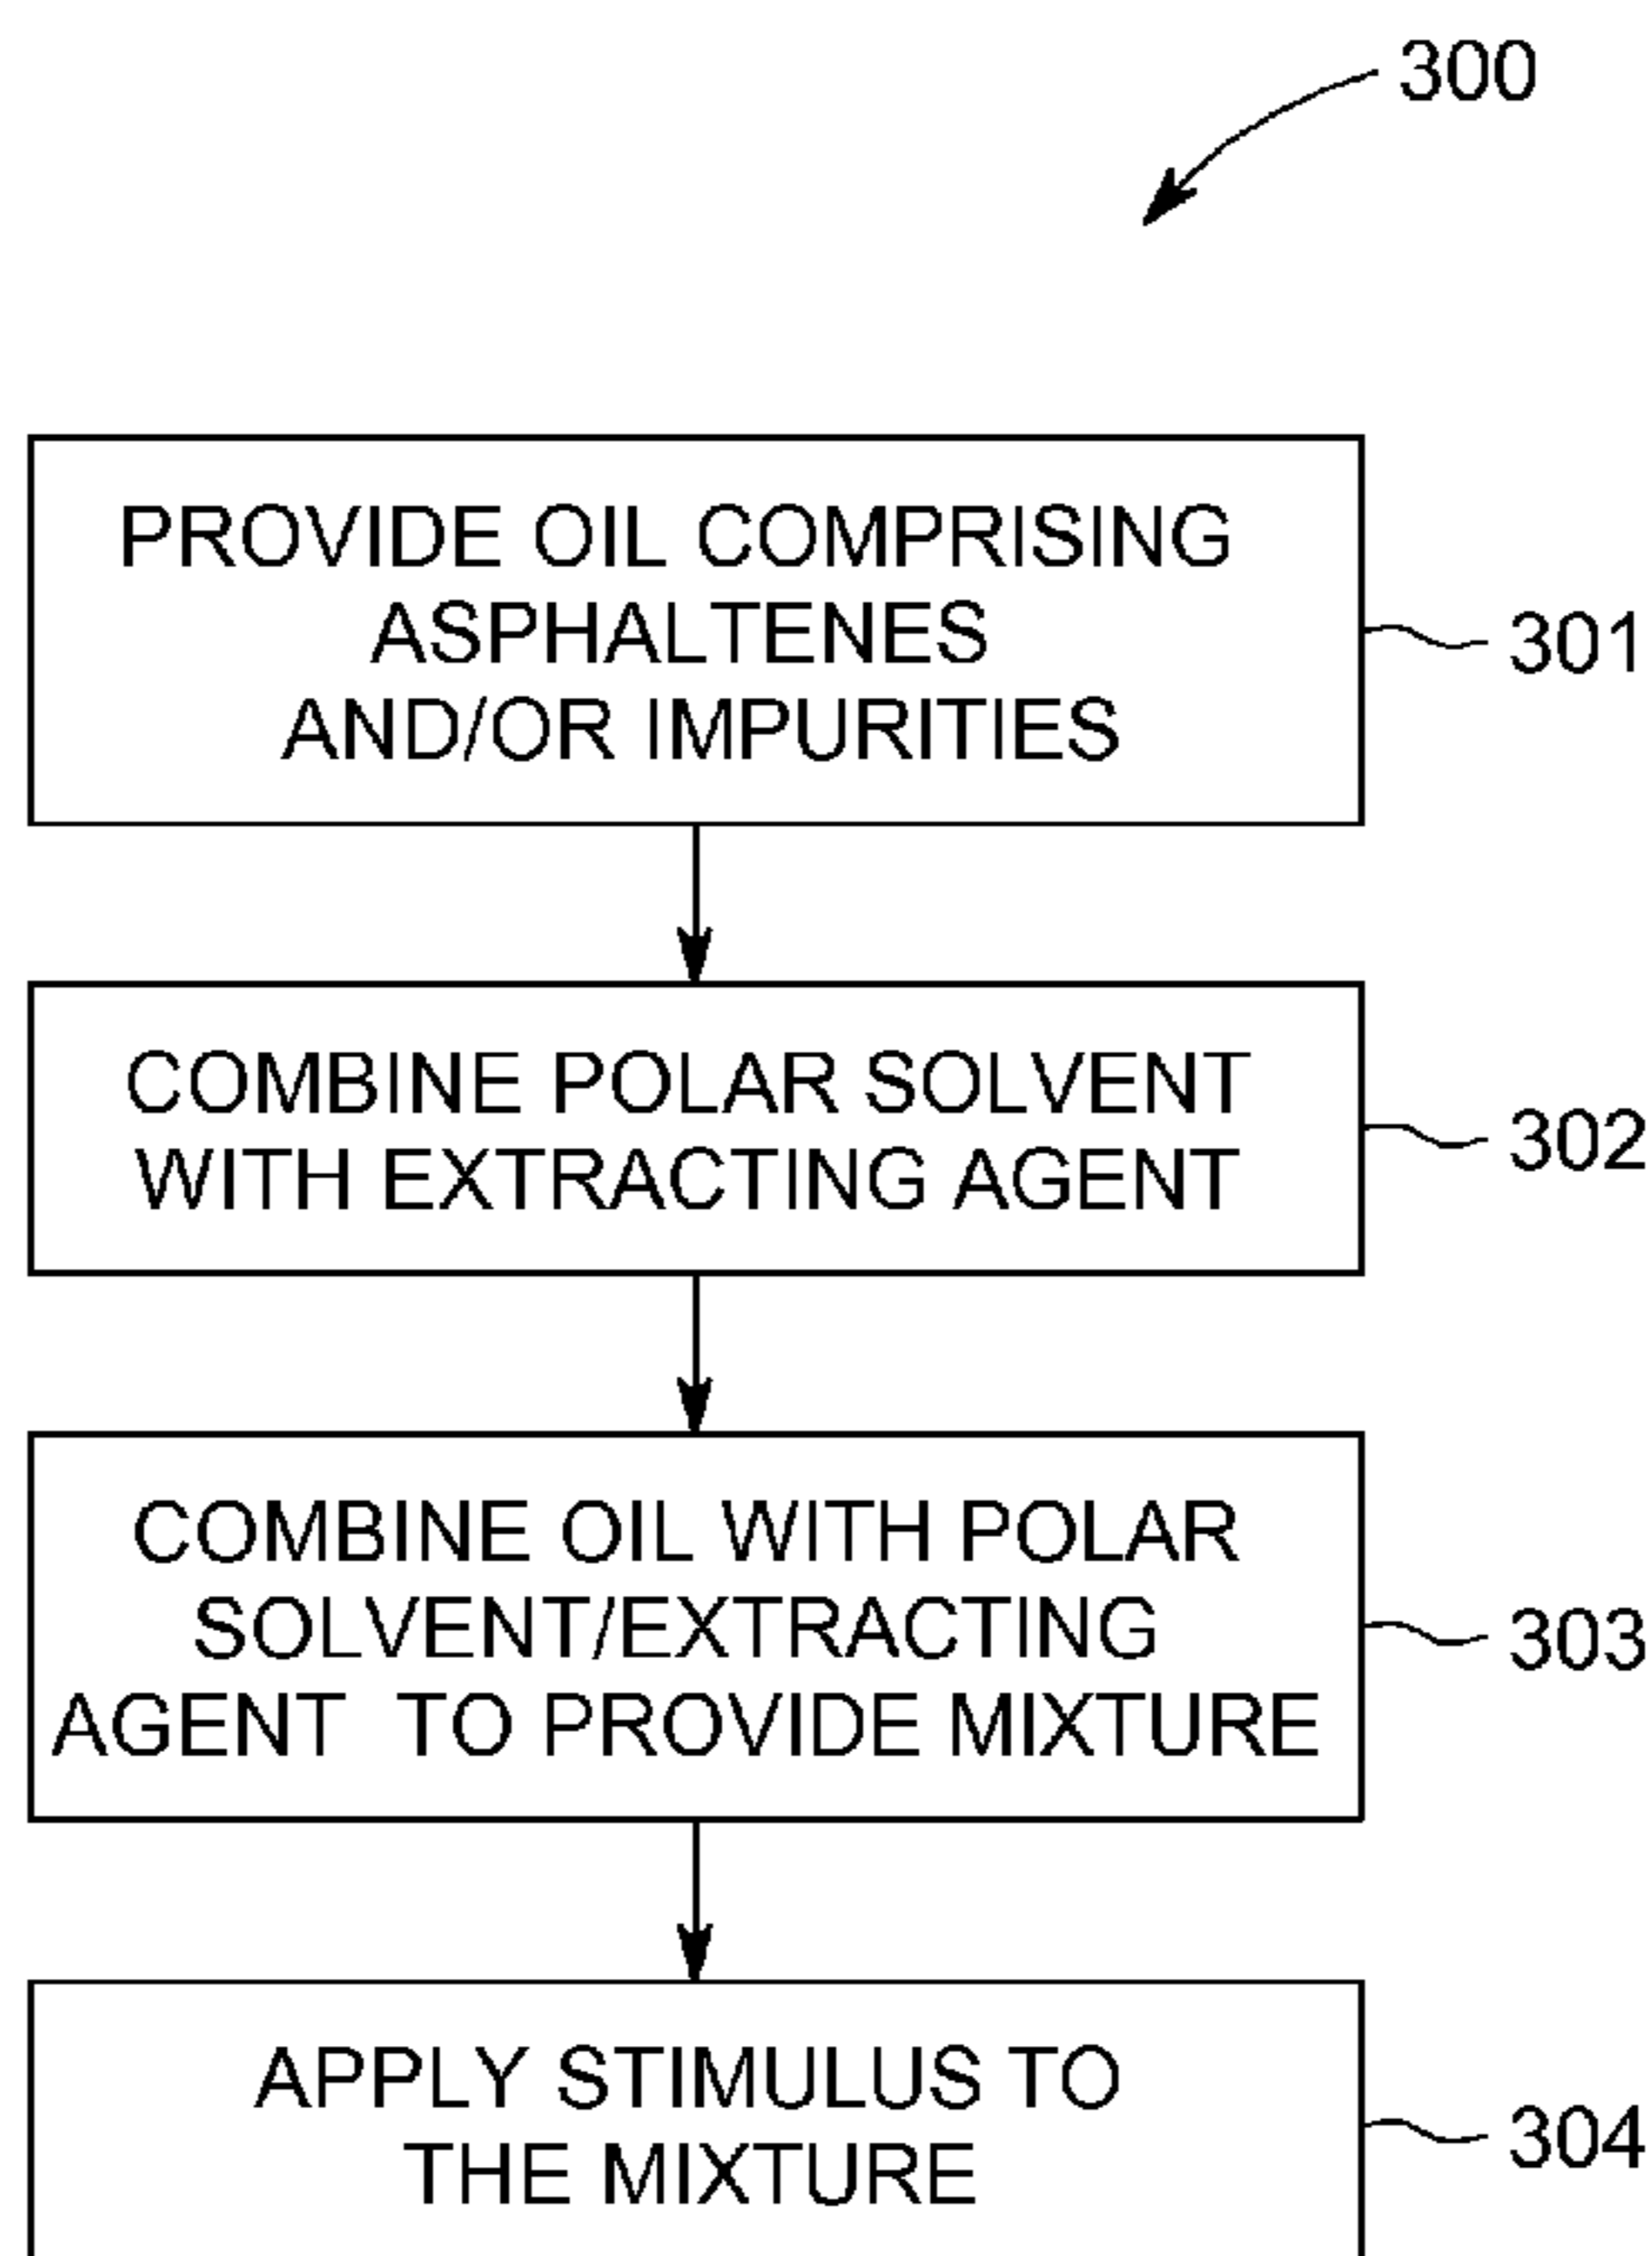 300
PROVIDE OIL COMPRISING
ASPHALTENES
AND/OR IMPURITIES
301
COMBINE POLAR SOLVENT
WITH EXTRACTING AGENT
302
COMBINE OIL WITH POLAR
SOLVENT/EXTRACTING
AGENT TO PROVIDE MIXTURE
303
APPLY STIMULUS TO
THE MIXTURE
304